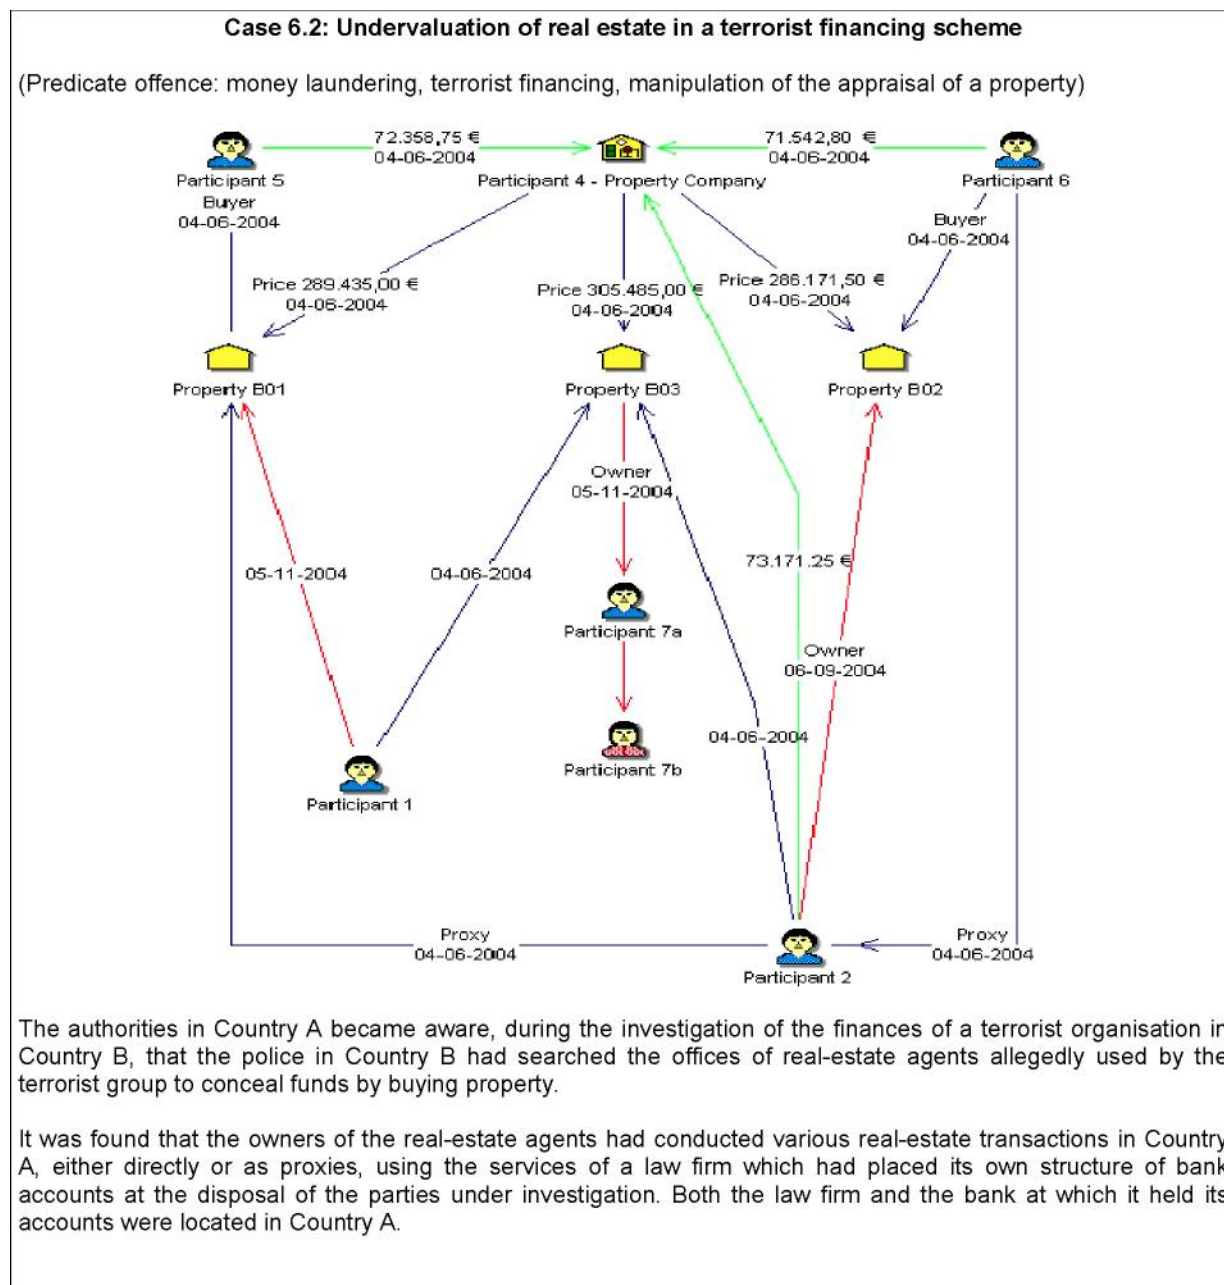 Case 6.2: Undervaluation of real estate in a terrorist financing scheme
(Predicate offence: money laundering, terrorist financing, manipulation of the appraisal of a property)
72.358,75 €
04-06-2004
71.542,80 €
04-06-2004
Participant 5
Participant 4 - Property Company
Participant 6
Buyer
04-06-2004
Buyer
04-06-2004
Price 289.435,00 €
04-06-2004
Price 305.485,00 €
04-06-2004
Price 286.171,50 €
04-06-2004
Property B01
Property B03
Property B02
Owner
05-11-2004
05-11-2004
04-06-2004
73.171.25 €
Participant 7a
Owner
06-09-2004
04-06-2004
Participant 7b
Participant 1
Proxy
04-06-2004
Proxy
04-06-2004
Participant 2
The authorities in Country A became aware, during the investigation of the finances of a terrorist organisation in
Country B, that the police in Country B had searched the offices of real-estate agents allegedly used by the
terrorist group to conceal funds by buying property.
It was found that the owners of the real-estate agents had conducted various real-estate transactions in Country
A, either directly or as proxies, using the services of a law firm which had placed its own structure of bank
accounts at the disposal of the parties under investigation. Both the law firm and the bank at which it held its
accounts were located in Country A.